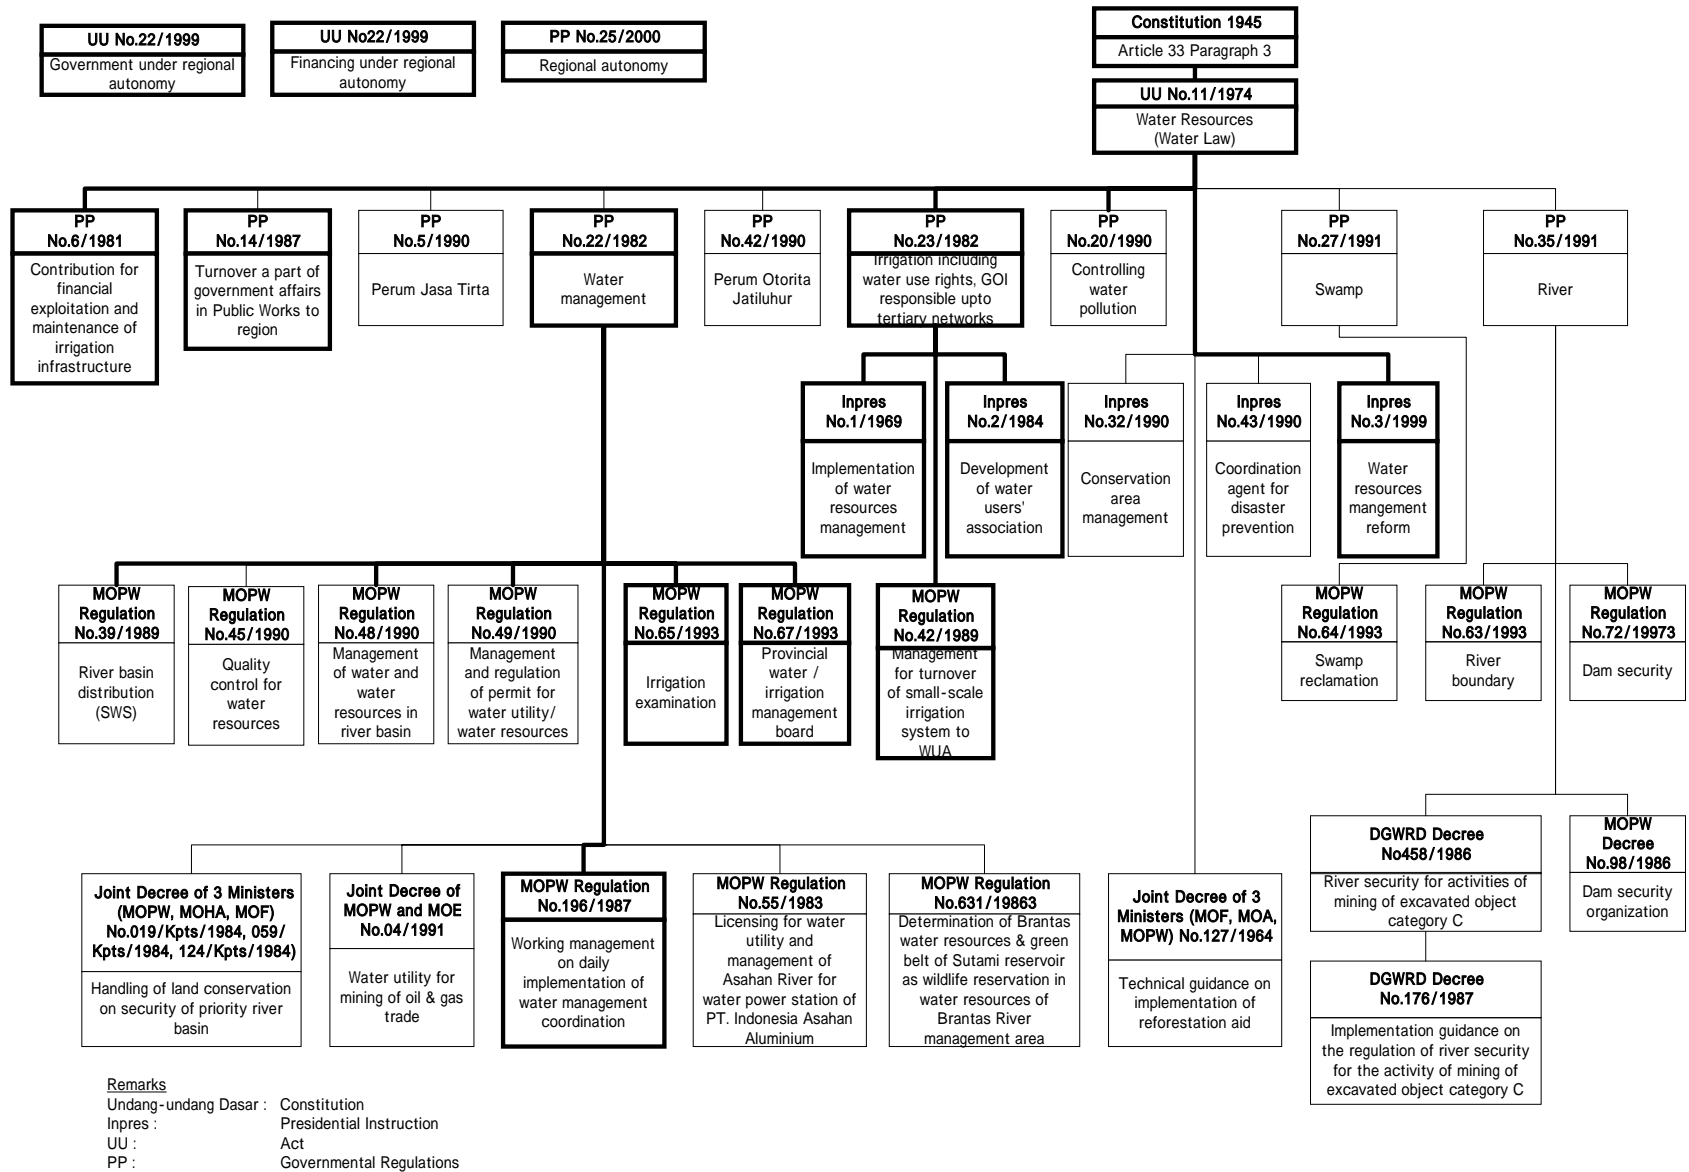 UU No.22/1999
Government under regional
autonomy
UU No22/1999
Financing under regional
autonomy
PP No.25/2000
Regional autonomy
Constitution 1945
Article 33 Paragraph 3
UU No.11/1974
Water Resources
(Water Law)
PP
No.6/1981
Contribution for
financial
exploitation and
maintenance of
irrigation
infrastructure
PP
No.14/1987
Turnover a part of
government affairs
in Public Works to
region
PP
No.5/1990
Perum Jasa Tirta
PP
No.22/1982
Water
management
PP
No.42/1990
Perum Otorita
Jatiluhur
PP
No.23/1982
Irrigation including
water use rights, GOI
responsible upto
tertiary networks
PP
No.20/1990
Controlling
water
pollution
PP
No.27/1991
Swamp
PP
No.35/1991
River
Inpres
No.1/1969
Implementation
of water
resources
management
Inpres
No.2/1984
Development
of water
users'
association
Inpres
No.32/1990
Conservation
area
management
Inpres
No.43/1990
Coordination
agent for
disaster
prevention
Inpres
No.3/1999
Water
resources
mangement
reform
MOPW
Regulation
No.39/1989
River basin
distribution
(SWS)
MOPW
Regulation
No.45/1990
Quality
control for
water
resources
MOPW
Regulation
No.48/1990
Management
of water and
water
resources in
river basin
MOPW
Regulation
No.49/1990
Management
and regulation
of permit for
water utility/
water resources
MOPW
Regulation
No.65/1993
Irrigation
examination
MOPW
Regulation
No.67/1993
Provincial
water /
irrigation
management
board
MOPW
Regulation
No.42/1989
Management
for turnover
of small-scale
irrigation
system to
WUA
MOPW
Regulation
No.64/1993
Swamp
reclamation
MOPW
Regulation
No.63/1993
River
boundary
MOPW
Regulation
No.72/19973
Dam security
Joint Decree of 3 Ministers
(MOPW, MOHA, MOF)
No.019/Kpts/1984, 059/
Kpts/1984, 124/Kpts/1984)
Handling of land conservation
on security of priority river
basin
Joint Decree of
MOPW and MOE
No.04/1991
Water utility for
mining of oil & gas
trade
MOPW Regulation
No.196/1987
Working management
on daily
implementation of
water management
coordination
MOPW Regulation
No.55/1983
Licensing for water
utility and
management of
Asahan River for
water power station of
PT. Indonesia Asahan
Aluminium
MOPW Regulation
No.631/19863
Determination of Brantas
water resources & green
belt of Sutami reservoir
as wildlife reservation in
water resources of
Brantas River
management area
Joint Decree of 3
Ministers (MOF, MOA,
MOPW) No.127/1964
Technical guidance on
implementation of
reforestation aid
DGWRD Decree
No458/1986
River security for activities of
mining of excavated object
category C
MOPW
Decree
No.98/1986
Dam security
organization
DGWRD Decree
No.176/1987
Implementation guidance on
the regulation of river security
for the activity of mining of
excavated object category C
Remarks
Undang-undang Dasar : Constitution
Inpres : Presidential Instruction
UU : Act
PP : Governmental Regulations